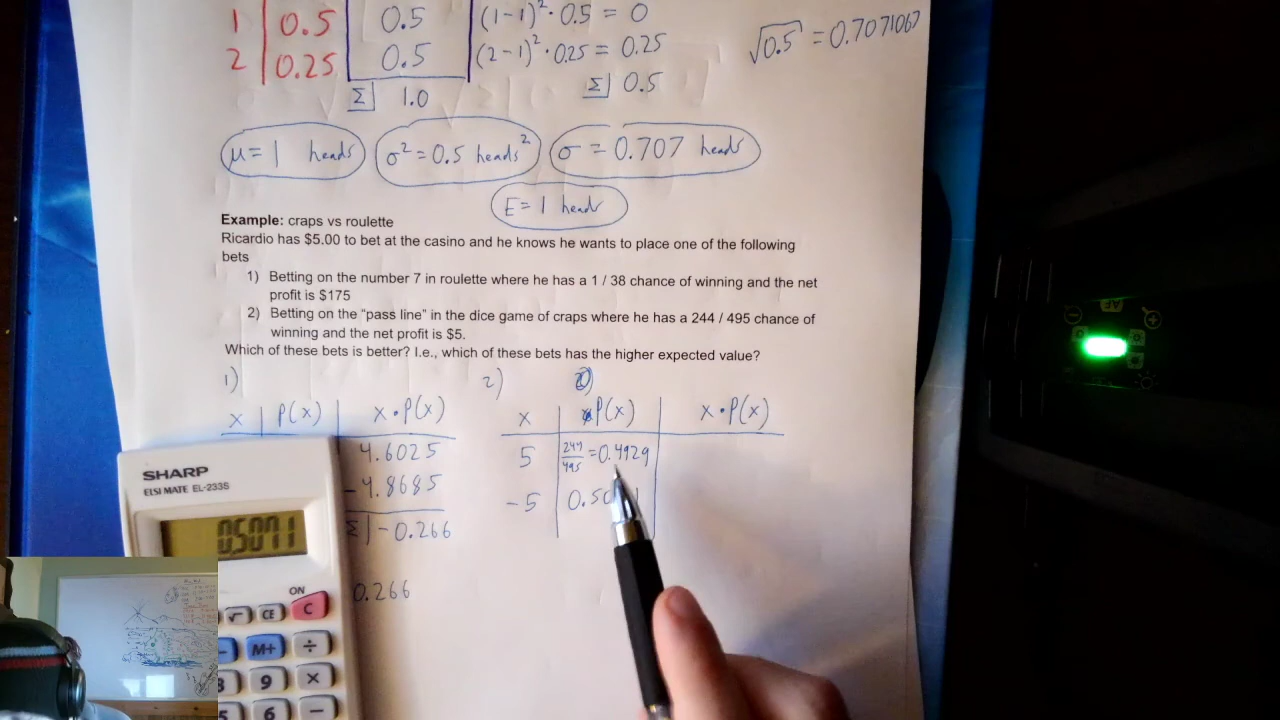 1 0.5 0.5 (1-1)²·0.5 = 0
2 0.25 0.5 (2-1)²·0.25 = 0.25
√0.5 = 0.7071067
Σ 1.0 Σ 0.5
μ=1 heads σ²=0.5 heads² σ=0.707 heads
E=1 heads
Example: craps vs roulette
Ricardio has $5.00 to bet at the casino and he knows he wants to place one of the following
bets
1) Betting on the number 7 in roulette where he has a 1 / 38 chance of winning and the net
profit is $175
2) Betting on the “pass line” in the dice game of craps where he has a 244 / 495 chance of
winning and the net profit is $5.
Which of these bets is better? I.e., which of these bets has the higher expected value?
1) 2)
x P(x) x·P(x) x P(x) x·P(x)
4.6025 5 244/495 =0.4929
-4.8685 -5
Σ -0.266
0.266
SHARP
ELSI MATE EL-233S
0.5071
ON
√ CE C
M+ ÷
9 ×
6 −
AF